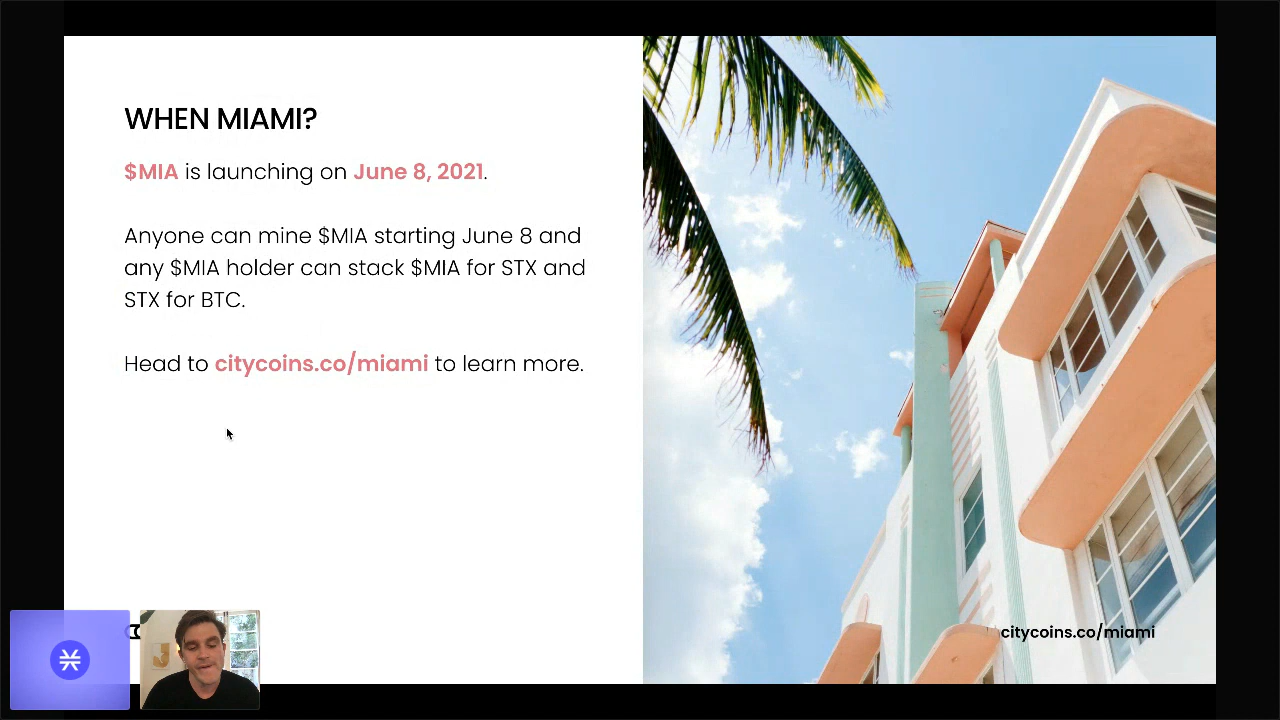 WHEN MIAMI?
$MIA is launching on June 8, 2021.
Anyone can mine $MIA starting June 8 and
any $MIA holder can stack $MIA for STX and
STX for BTC.
Head to citycoins.co/miami to learn more.
citycoins.co/miami